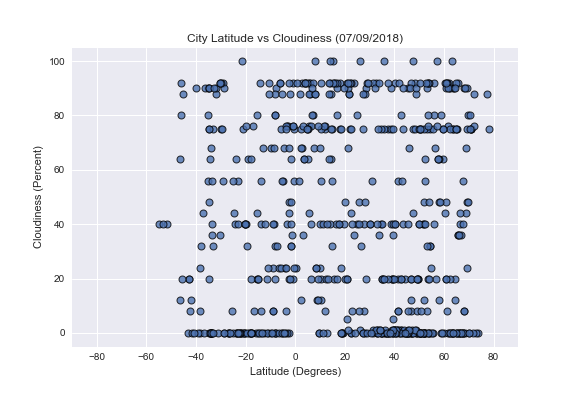 City Latitude vs Cloudiness (07/09/2018)
100
80
60
40
20
0
Cloudiness (Percent)
−80 −60 −40 −20 0 20 40 60 80
Latitude (Degrees)